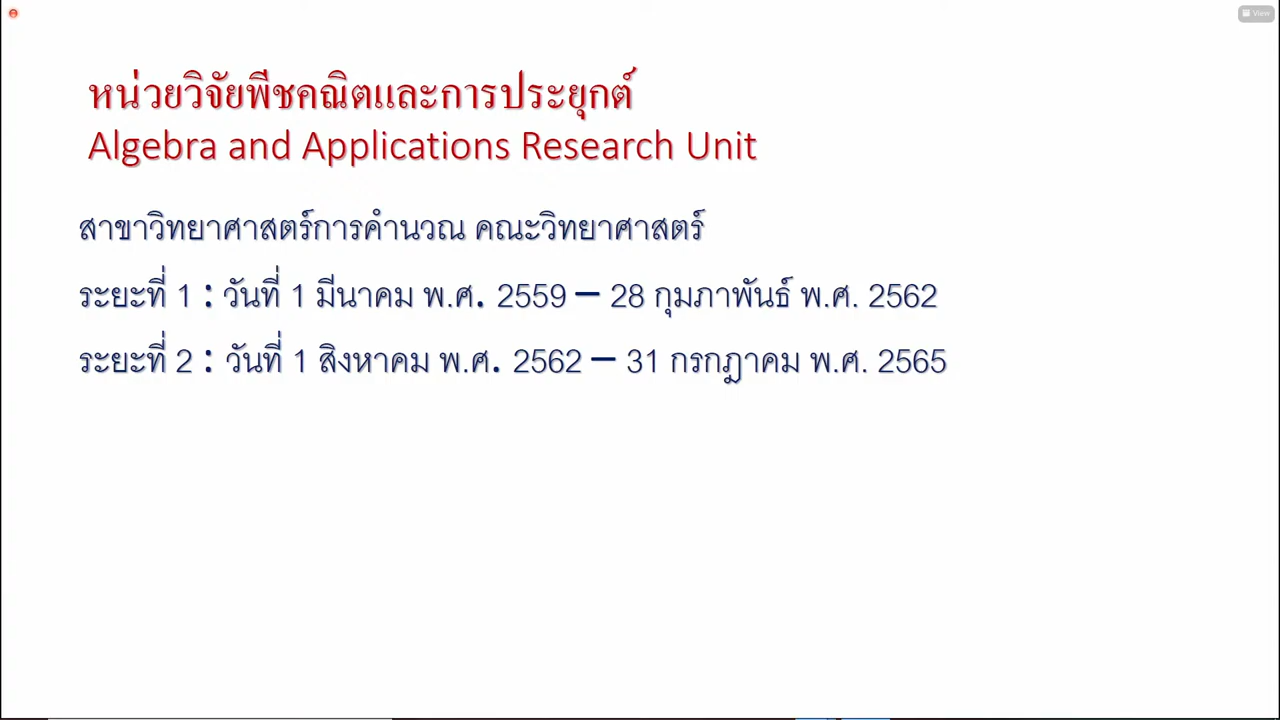 View
หน่วยวิจัยพีชคณิตและการประยุกต์
Algebra and Applications Research Unit
สาขาวิทยาศาสตร์การคำนวณ คณะวิทยาศาสตร์
ระยะที่ 1 : วันที่ 1 มีนาคม พ.ศ. 2559 – 28 กุมภาพันธ์ พ.ศ. 2562
ระยะที่ 2 : วันที่ 1 สิงหาคม พ.ศ. 2562 – 31 กรกฎาคม พ.ศ. 2565